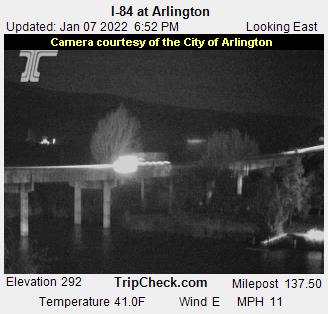 I-84 at Arlington
Updated: Jan 07 2022 6:52 PM Looking East
Camera courtesy of the City of Arlington
Elevation 292 TripCheck.com Milepost 137.50
Temperature 41.0F Wind E MPH 11